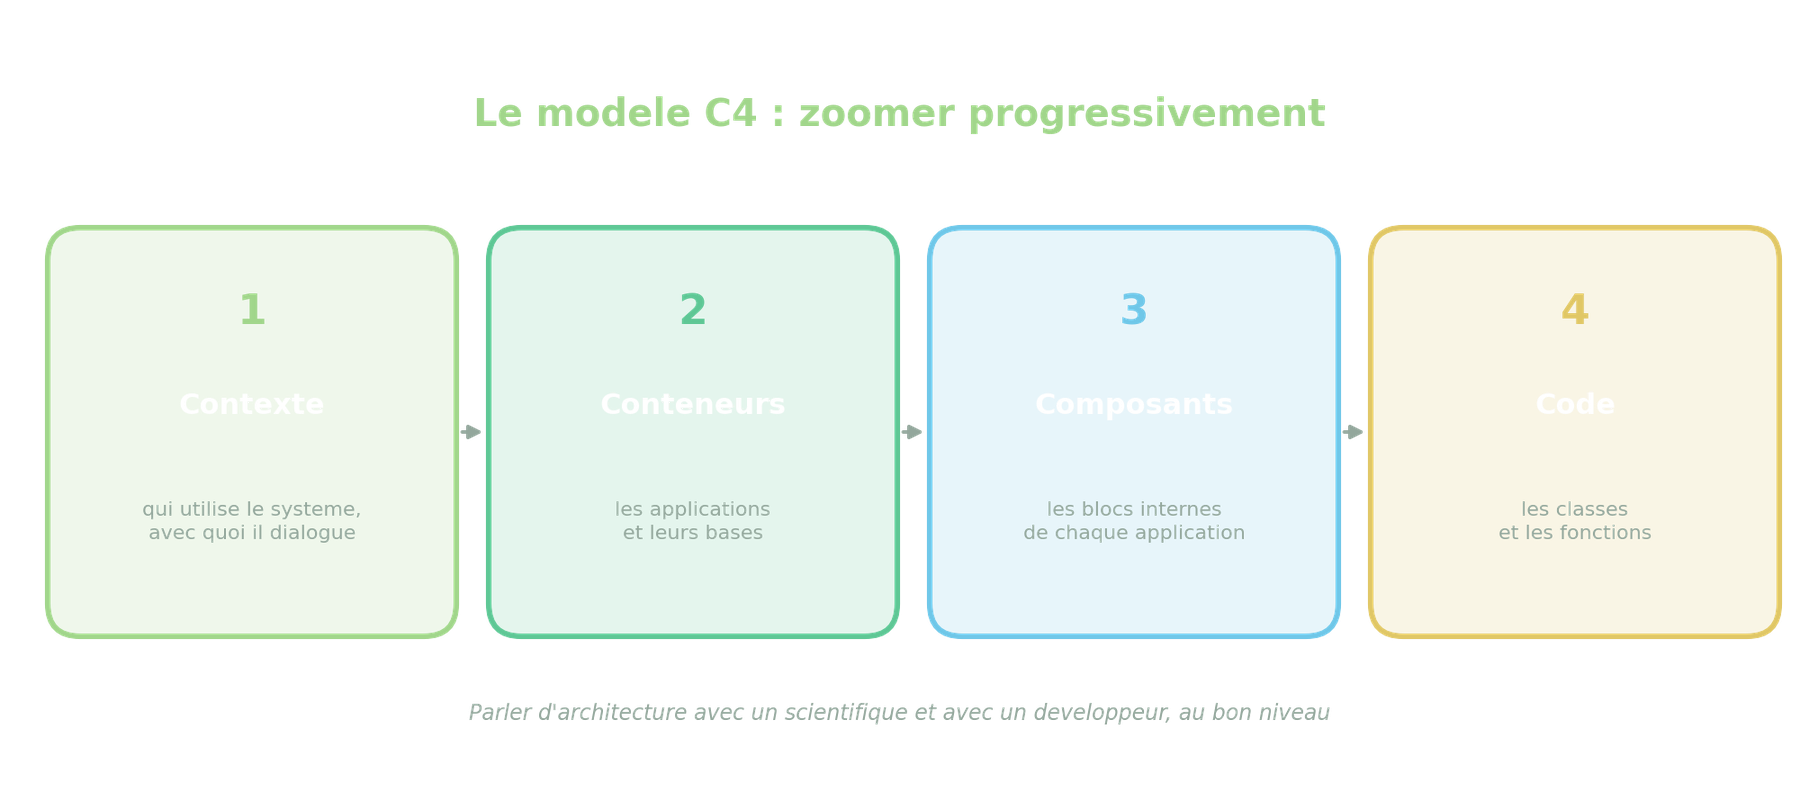 Le modele C4 : zoomer progressivement
1
Contexte
qui utilise le systeme,
avec quoi il dialogue
2
Conteneurs
les applications
et leurs bases
3
Composants
les blocs internes
de chaque application
4
Code
les classes
et les fonctions
Parler d'architecture avec un scientifique et avec un developpeur, au bon niveau